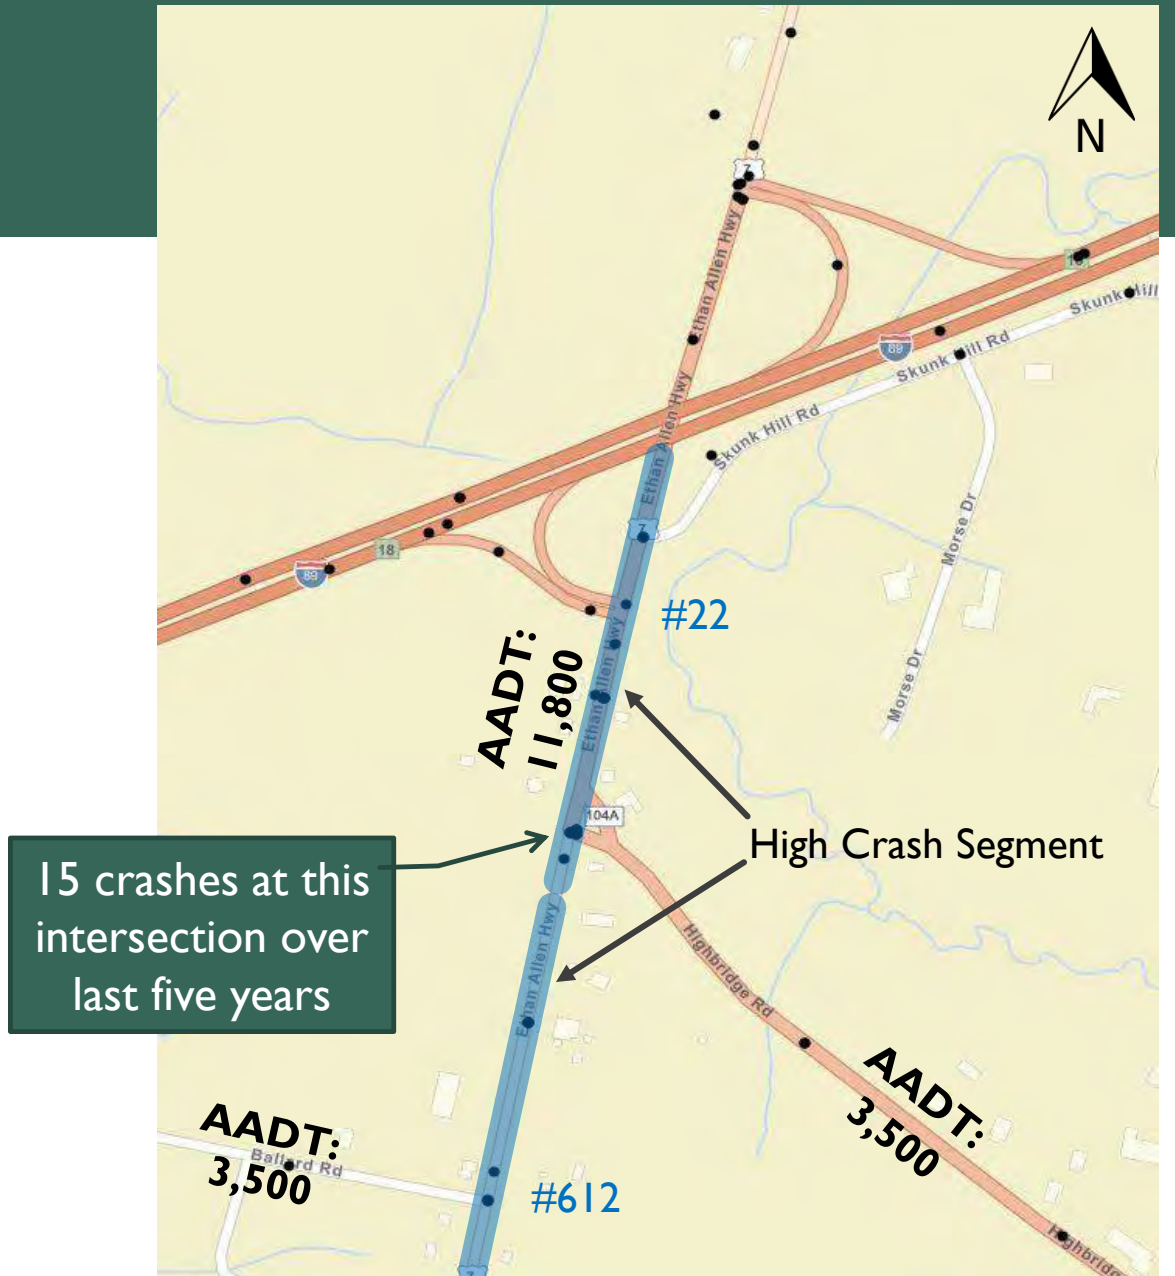 N
7
Ethan Allen Hwy
18
Skunk Hill
89
Skunk Hill Rd
Ethan Allen Hwy
Skunk Hill Rd
7
Morse Dr
18
89
#22
AADT:
11,800
Ethan Allen Hwy
Morse Dr
104A
High Crash Segment
15 crashes at this
intersection over
last five years
Ethan Allen Hwy
Highbridge Rd
AADT:
3,500
AADT:
3,500
Ballard Rd
#612
Highbridge
7